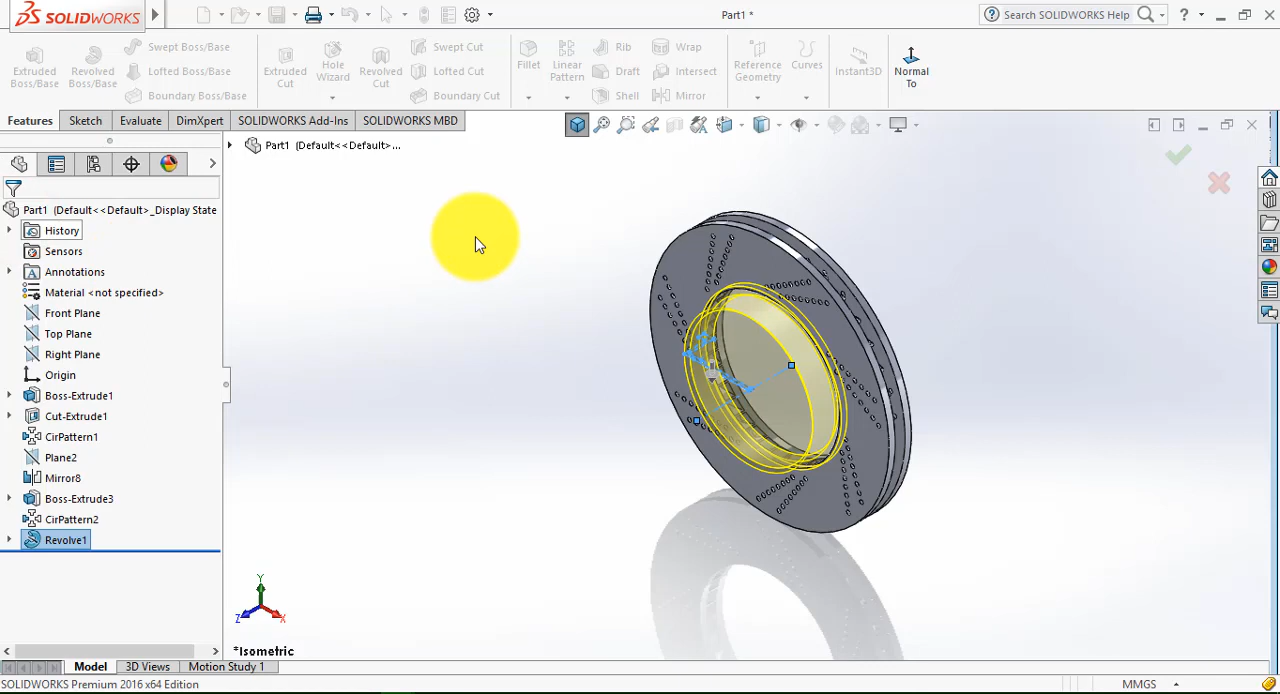 SOLIDWORKS
Part1 *
Search SOLIDWORKS Help
?
Extruded Boss/Base
Revolved Boss/Base
Swept Boss/Base
Lofted Boss/Base
Boundary Boss/Base
Extruded Cut
Hole Wizard
Revolved Cut
Swept Cut
Lofted Cut
Boundary Cut
Fillet
Linear Pattern
Rib
Draft
Shell
Wrap
Intersect
Mirror
Reference Geometry
Curves
Instant3D
Normal To
Features
Sketch
Evaluate
DimXpert
SOLIDWORKS Add-Ins
SOLIDWORKS MBD
Part1 (Default<<Default>...
Part1 (Default<<Default>_Display State
History
Sensors
Annotations
Material <not specified>
Front Plane
Top Plane
Right Plane
Origin
Boss-Extrude1
Cut-Extrude1
CirPattern1
Plane2
Mirror8
Boss-Extrude3
CirPattern2
Revolve1
Y
Z
X
*Isometric
Model
3D Views
Motion Study 1
SOLIDWORKS Premium 2016 x64 Edition
MMGS